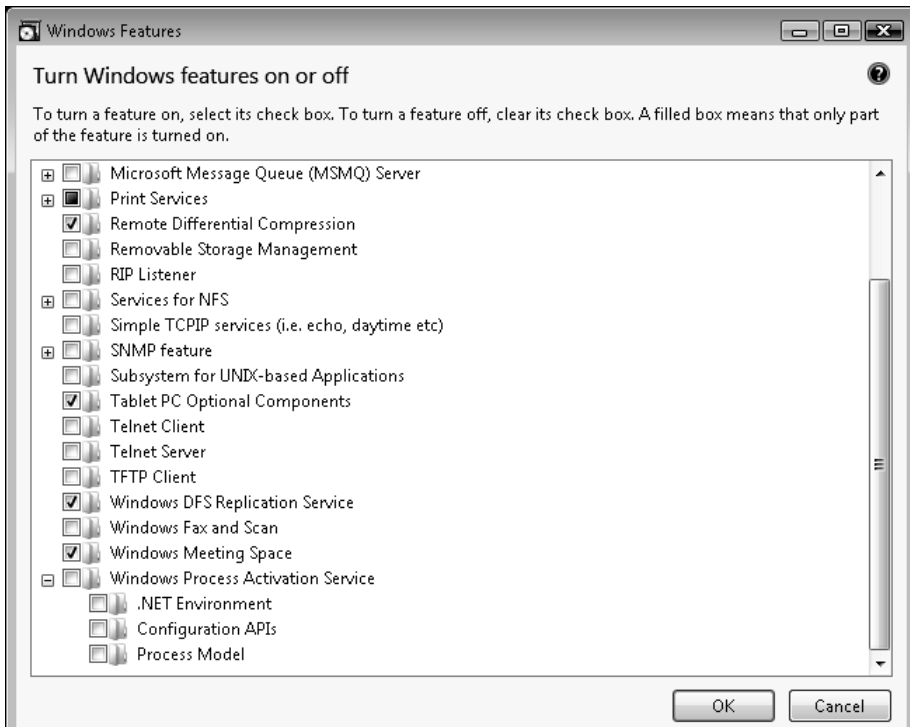 Windows Features
Turn Windows features on or off
To turn a feature on, select its check box. To turn a feature off, clear its check box. A filled box means that only part
of the feature is turned on.
Microsoft Message Queue (MSMQ) Server
Print Services
Remote Differential Compression
Removable Storage Management
RIP Listener
Services for NFS
Simple TCPIP services (i.e. echo, daytime etc)
SNMP feature
Subsystem for UNIX-based Applications
Tablet PC Optional Components
Telnet Client
Telnet Server
TFTP Client
Windows DFS Replication Service
Windows Fax and Scan
Windows Meeting Space
Windows Process Activation Service
.NET Environment
Configuration APIs
Process Model
OK Cancel